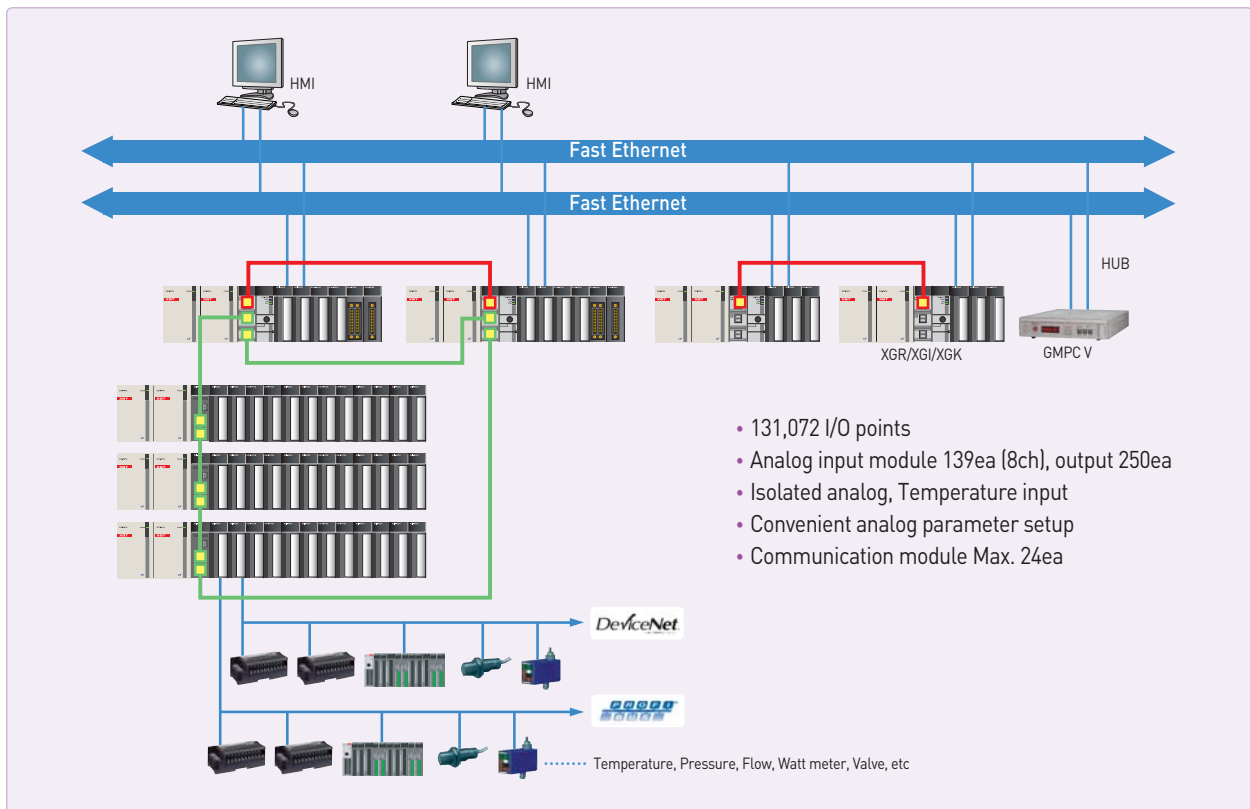 HMI
HMI
Fast Ethernet
Fast Ethernet
HUB
XGR/XGI/XGK
GMPC V
• 131,072 I/O points
• Analog input module 139ea (8ch), output 250ea
• Isolated analog, Temperature input
• Convenient analog parameter setup
• Communication module Max. 24ea
DeviceNet
PROFI
BUS
Temperature, Pressure, Flow, Watt meter, Valve, etc